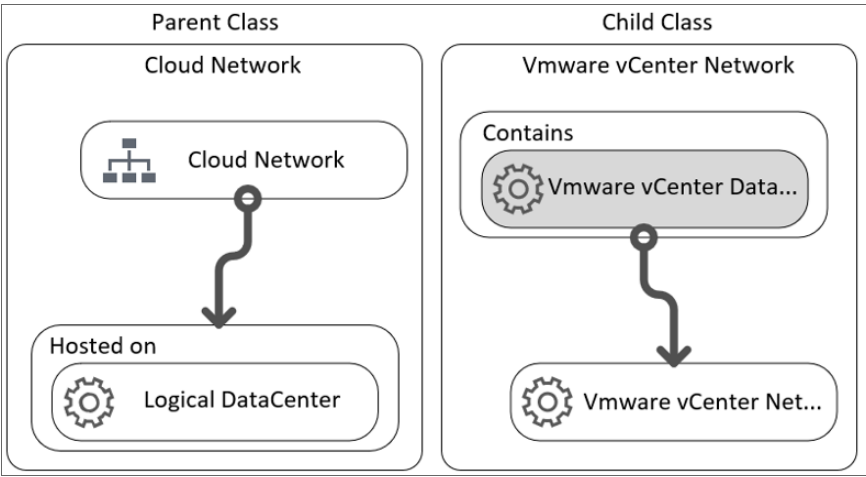 Parent Class
Cloud Network
Cloud Network
Hosted on
Logical DataCenter
Child Class
Vmware vCenter Network
Contains
Vmware vCenter Data...
Vmware vCenter Net...